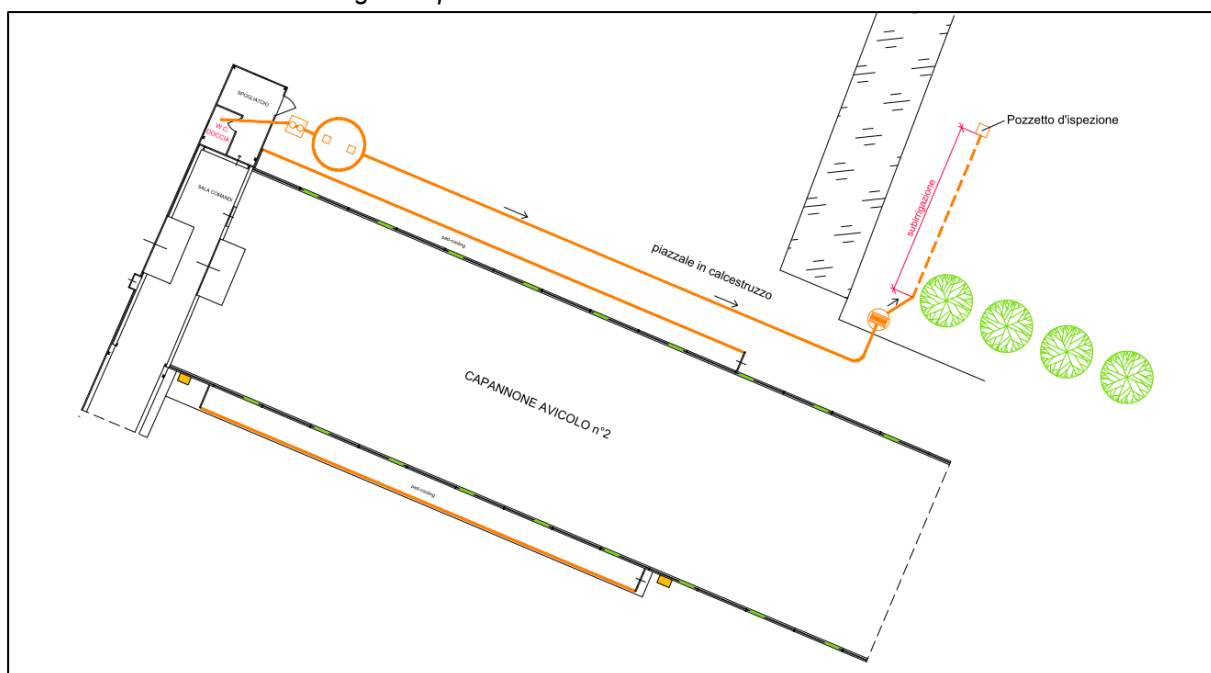 SPOGLIATOIO
W.C.
DOCCIA
SALA COMANDI
pad-cooling
piazzale in calcestruzzo
subirrigazione
Pozzetto d'ispezione
CAPANNONE AVICOLO n°2
pad-cooling